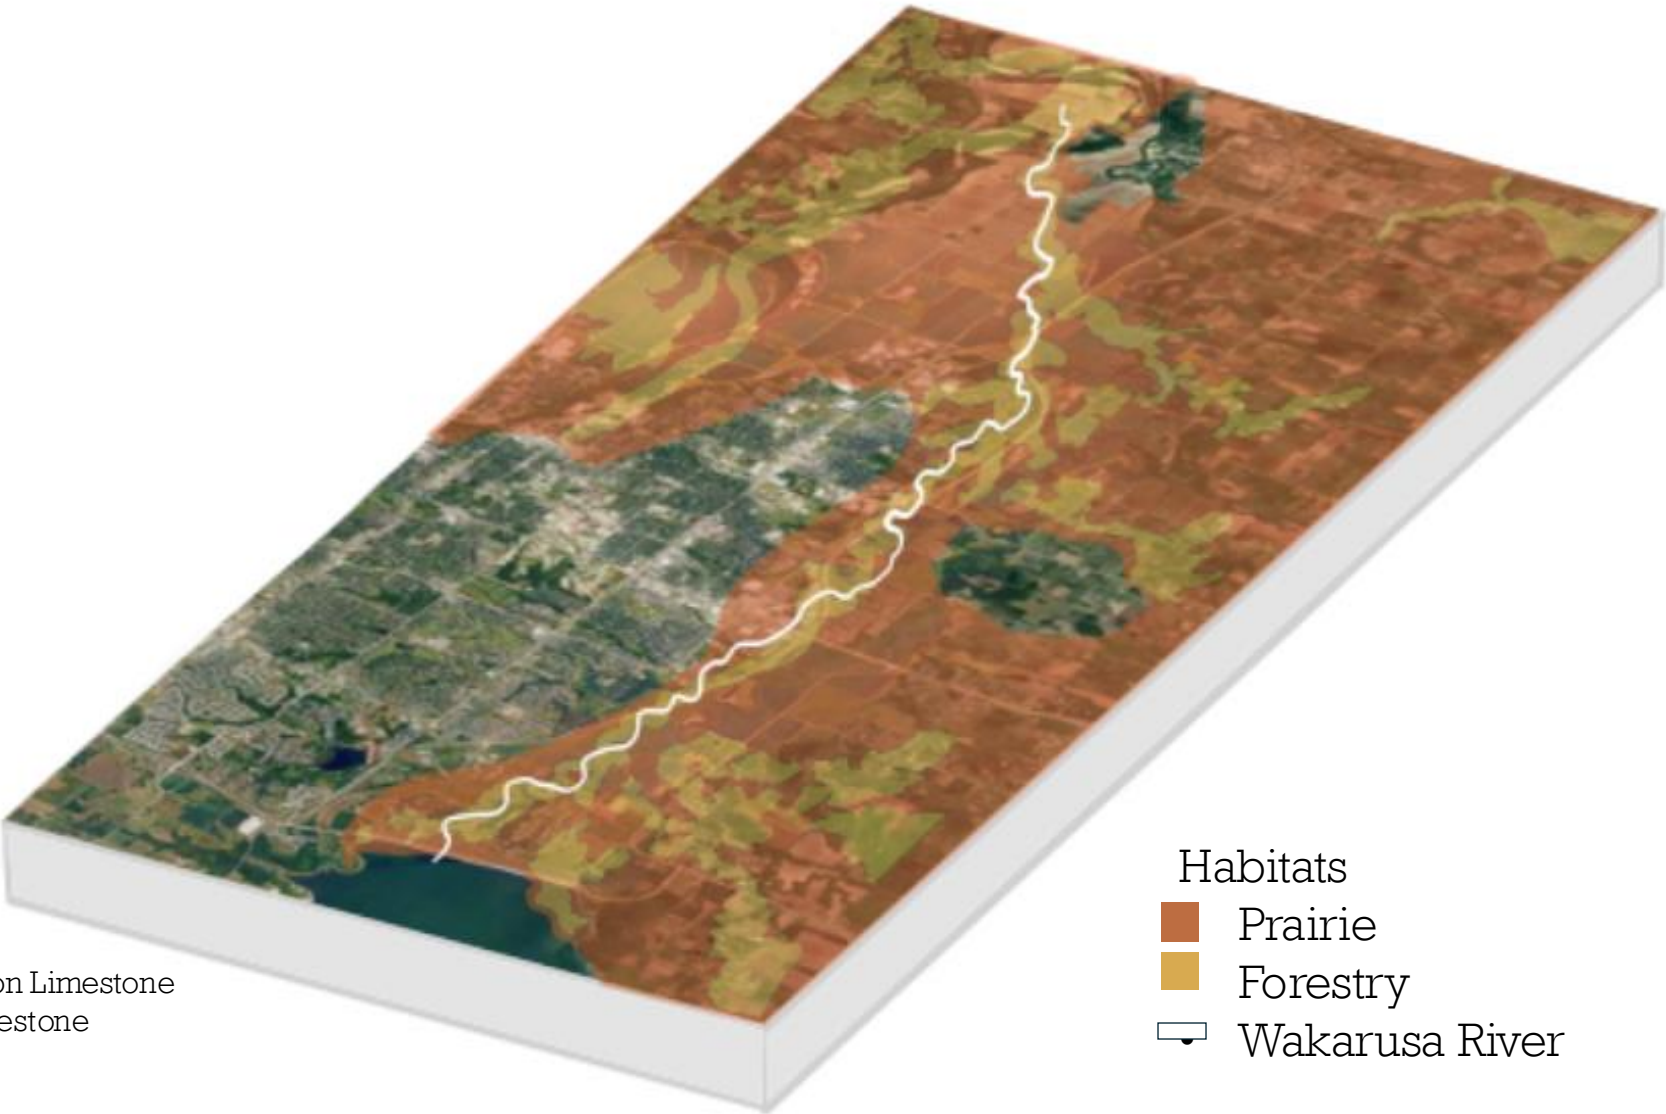 Habitats
Prairie
Forestry
Wakarusa River
on Limestone
estone